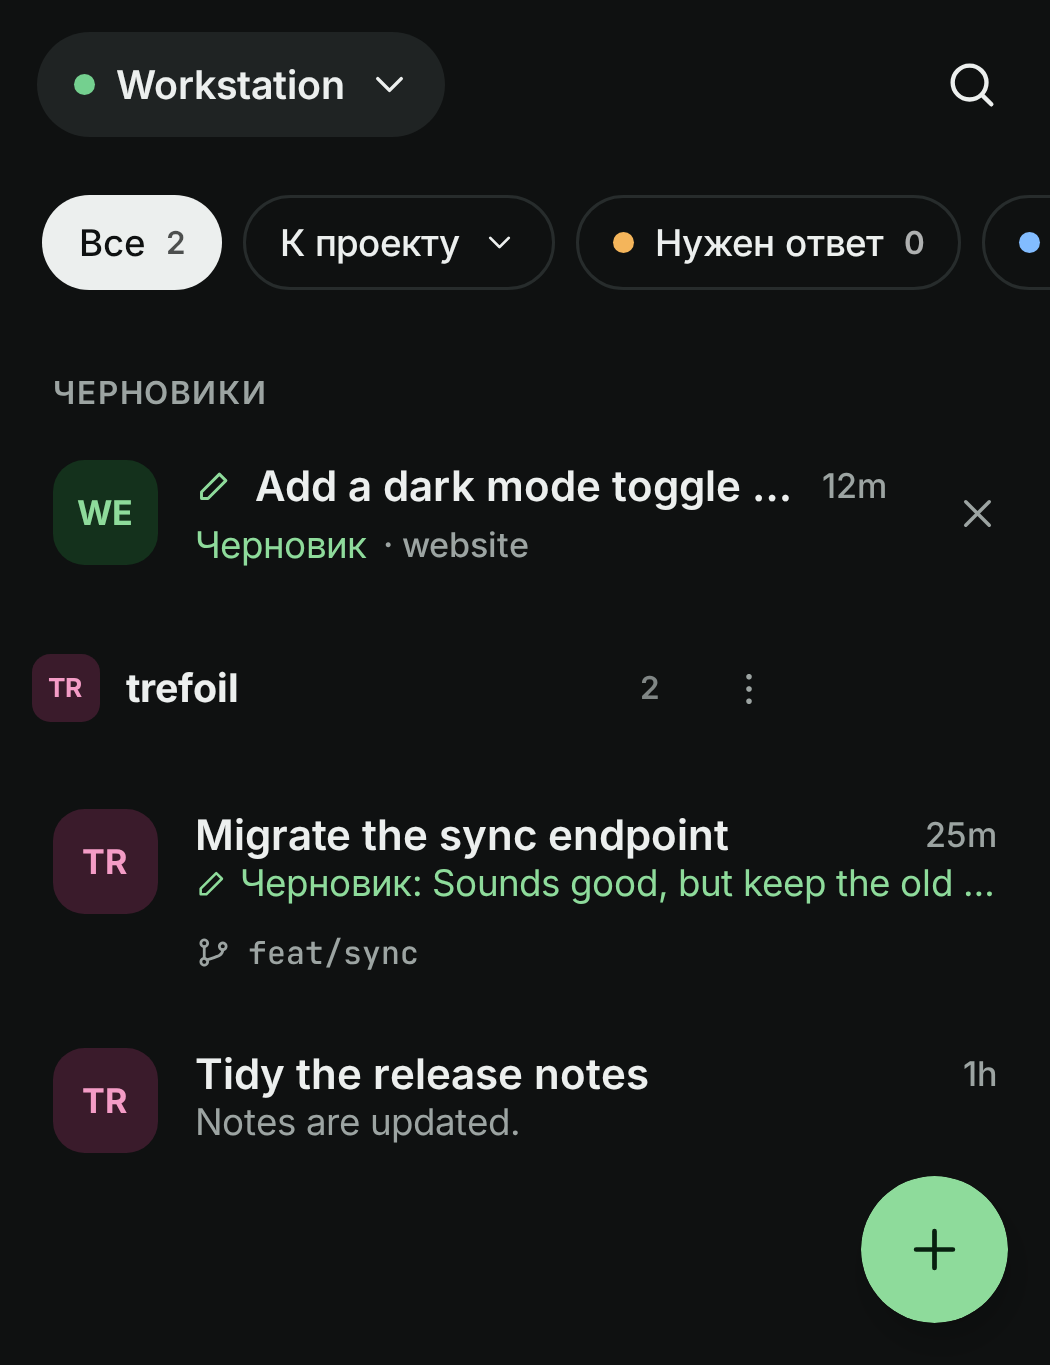 Workstation
Все 2
К проекту
Нужен ответ 0
ЧЕРНОВИКИ
WE
Add a dark mode toggle ... 12m
Черновик · website
TR trefoil 2
TR
Migrate the sync endpoint 25m
Черновик: Sounds good, but keep the old ...
feat/sync
TR
Tidy the release notes 1h
Notes are updated.